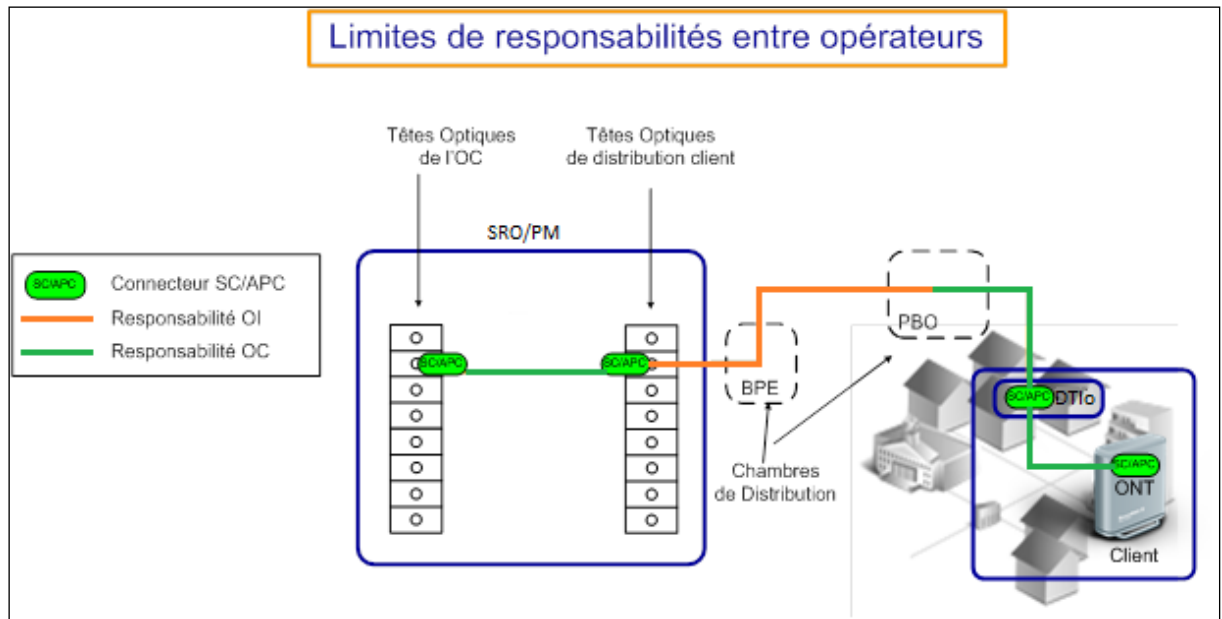 Limites de responsabilités entre opérateurs
Têtes Optiques
de l'OC
Têtes Optiques
de distribution client
SRO/PM
SC/APC
Connecteur SC/APC
Responsabilité OI
Responsabilité OC
SC/APC
SC/APC
BPE
PBO
Chambres
de Distribution
SC/APC
DTIo
SC/APC
ONT
Client